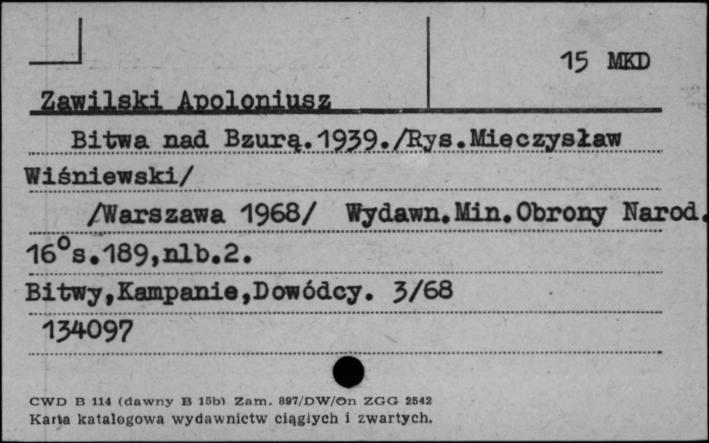 15 MKD
Zawilski Apoloniusz
Bitwa nad Bzurą.1939./Rys.Mieczysław
Wiśniewski/
/Warszawa 1968/ Wydawn.Min.Obrony Narod.
16°s.189,nlb.2.
Bitwy,Kampanie,Dowódcy. 3/68
134097
CWD B 114 (dawny B 15b) Zam. 897/DW/On ZGG 2542
Karta katalogowa wydawnictw ciągłych i zwartych.